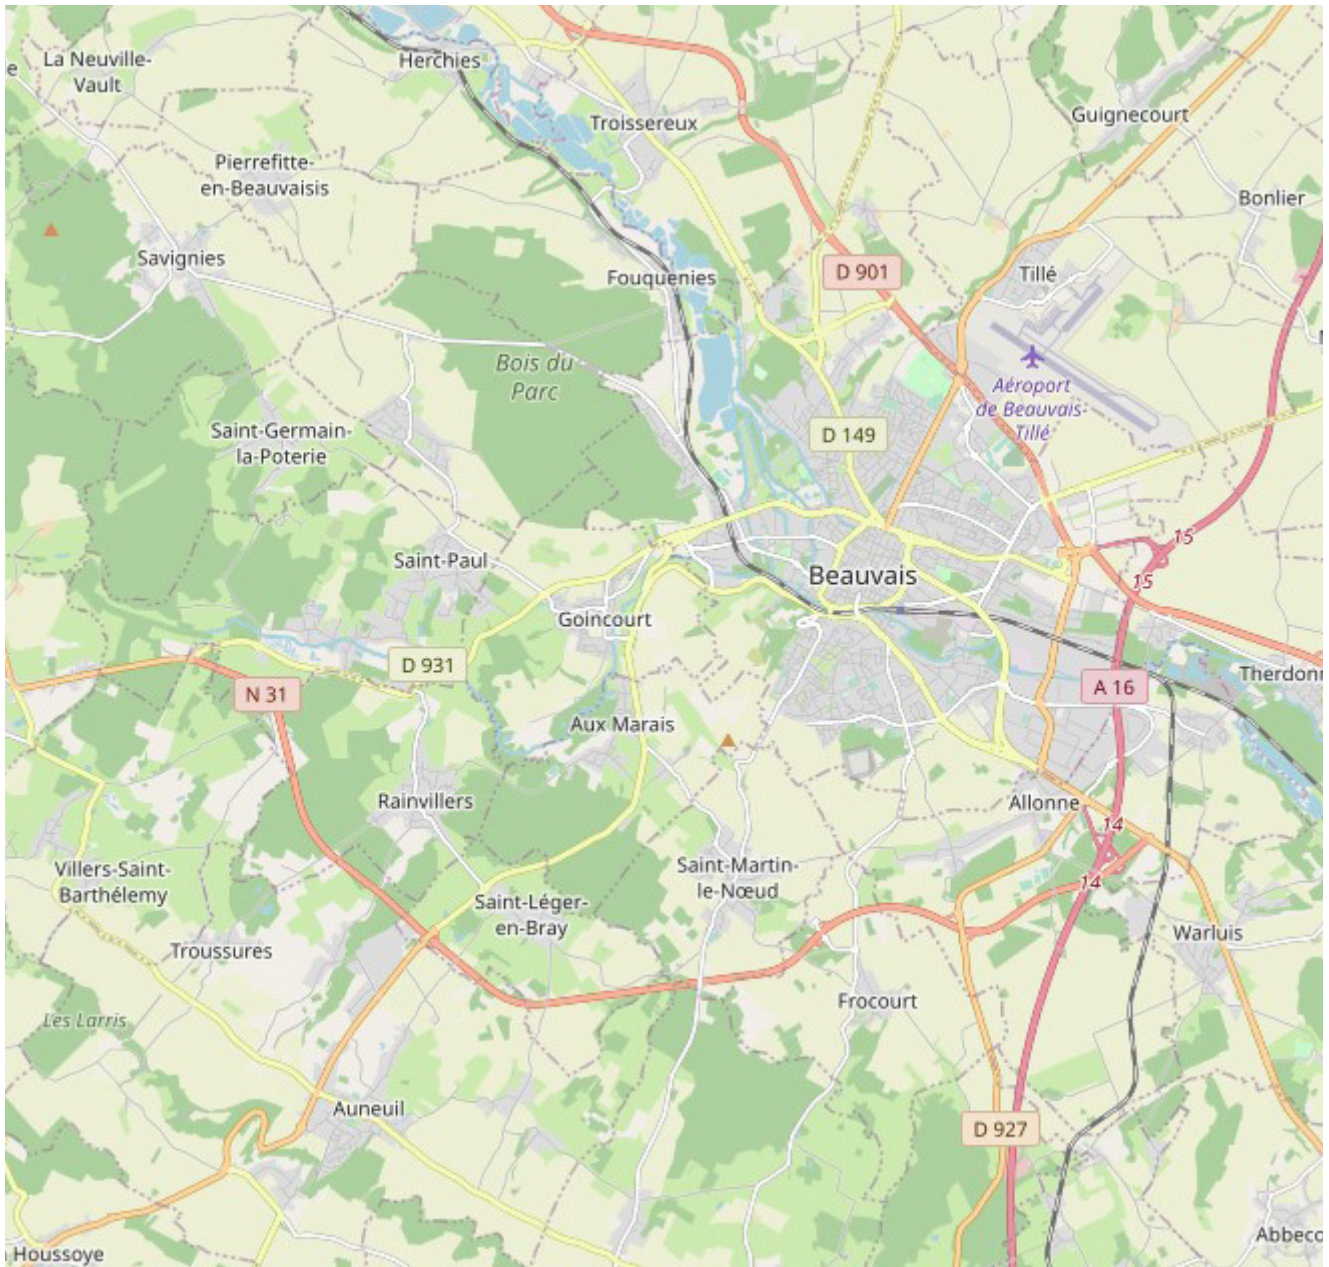 Herchies
La Neuville-
Vault
e
Troissereux
Guignecourt
Pierrefitte-
en-Beauvaisis
Bonlier
Savignies
Fouquenies
D 901
Tillé
Bois du
Parc
Aéroport
de Beauvais-
Tillé
Saint-Germain-
la-Poterie
D 149
15
Saint-Paul
Beauvais
15
Goincourt
D 931
N 31
A 16
Therdonn
Aux Marais
Rainvillers
Allonne
14
Villers-Saint-
Barthélemy
Saint-Martin-
le-Nœud
14
Saint-Léger-
en-Bray
Troussures
Warluis
Frocourt
Les Larris
Auneuil
D 927
Abbeco
Houssoye